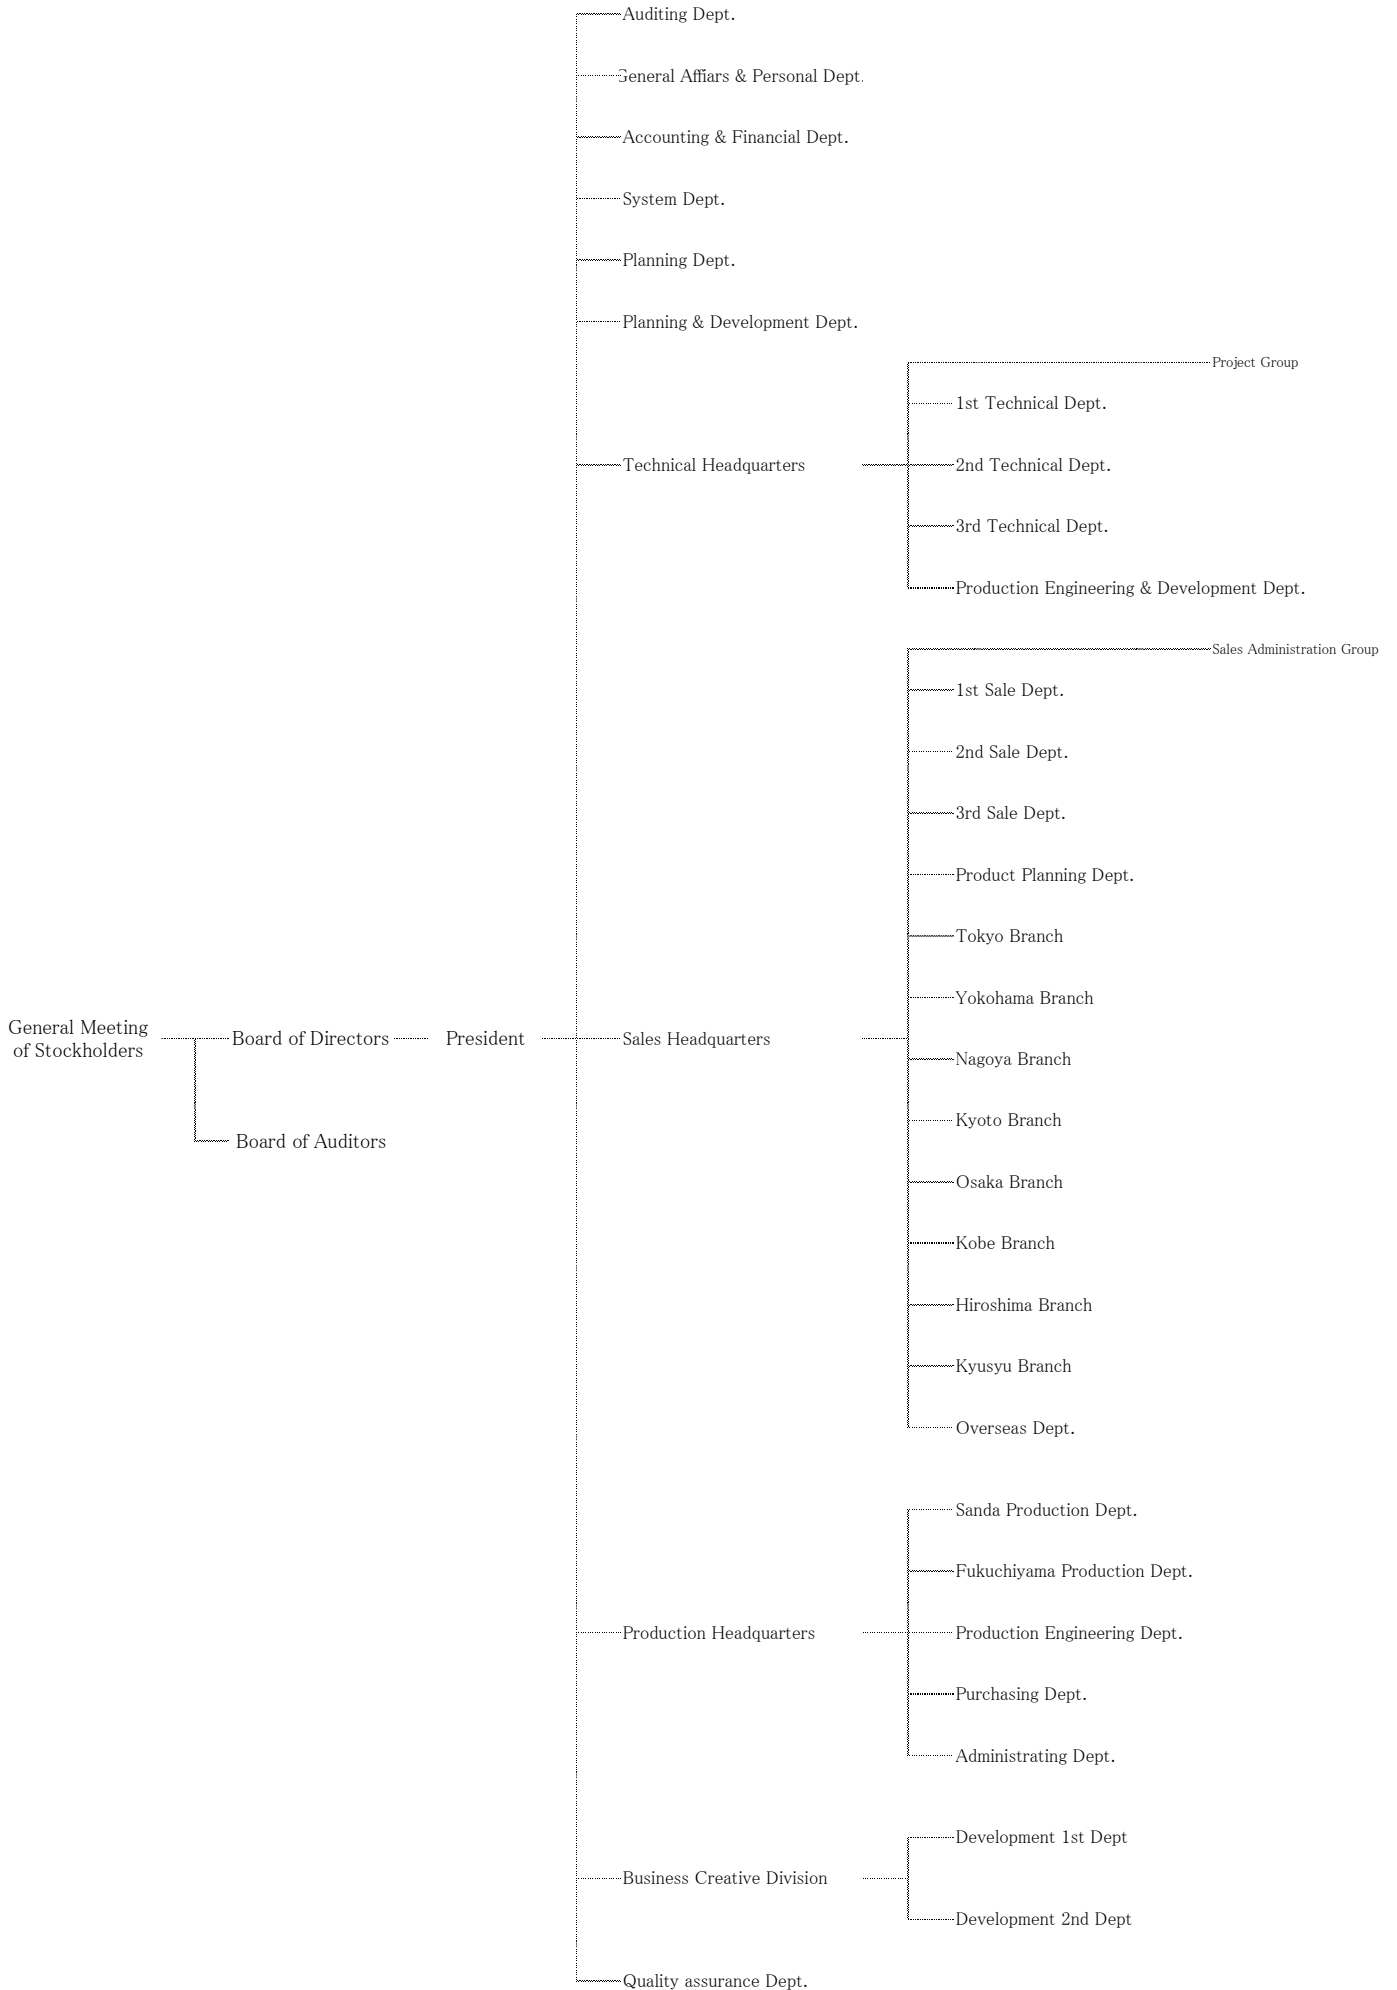 Auditing Dept.
General Affiars & Personal Dept.
Accounting & Financial Dept.
System Dept.
Planning Dept.
Planning & Development Dept.
Project Group
1st Technical Dept.
Technical Headquarters
2nd Technical Dept.
3rd Technical Dept.
Production Engineering & Development Dept.
Sales Administration Group
1st Sale Dept.
2nd Sale Dept.
3rd Sale Dept.
Product Planning Dept.
Tokyo Branch
Yokohama Branch
General Meeting
of Stockholders
Board of Directors
President
Sales Headquarters
Nagoya Branch
Kyoto Branch
Board of Auditors
Osaka Branch
Kobe Branch
Hiroshima Branch
Kyusyu Branch
Overseas Dept.
Sanda Production Dept.
Fukuchiyama Production Dept.
Production Headquarters
Production Engineering Dept.
Purchasing Dept.
Administrating Dept.
Development 1st Dept
Business Creative Division
Development 2nd Dept
Quality assurance Dept.